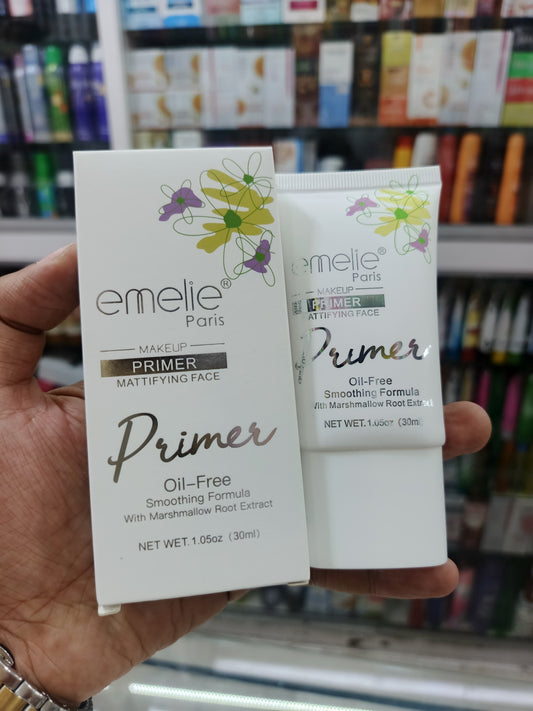 emelie®
Paris
MAKEUP
PRIMER
MATTIFYING FACE
Primer
Oil-Free
Smoothing Formula
With Marshmallow Root Extract
NET WET. 1.05oz (30ml)
emelie®
Paris
MAKEUP
PRIMER
MATTIFYING FACE
Primer
Oil-Free
Smoothing Formula
With Marshmallow Root Extract
NET WET. 1.05oz (30ml)